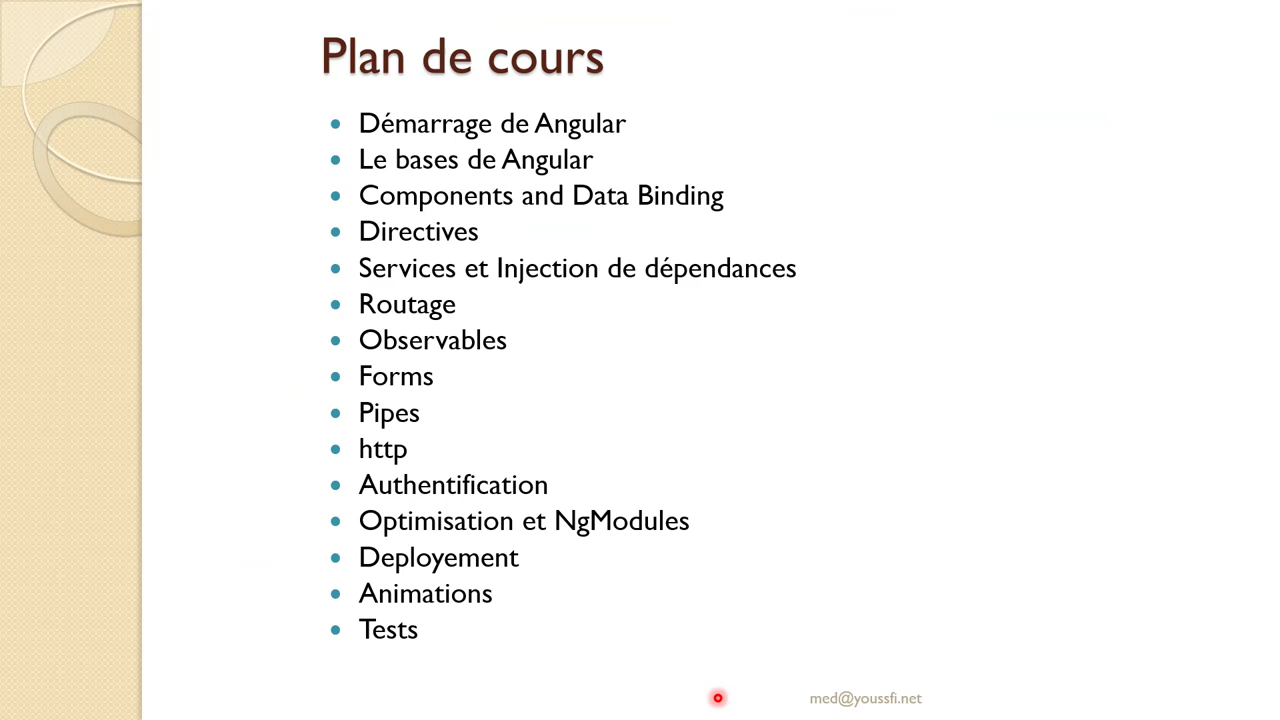 Plan de cours
Démarrage de Angular
Le bases de Angular
Components and Data Binding
Directives
Services et Injection de dépendances
Routage
Observables
Forms
Pipes
http
Authentification
Optimisation et NgModules
Deployement
Animations
Tests
med@youssfi.net